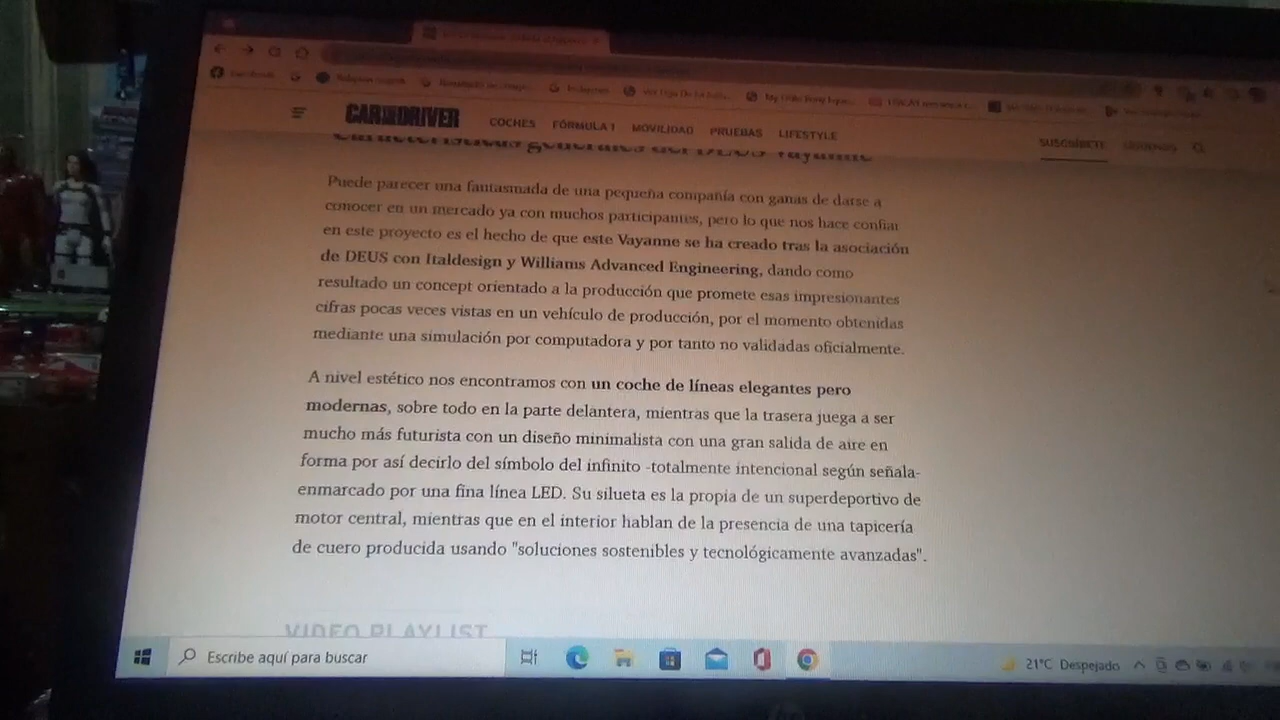 Facebook
CAR AND DRIVER COCHES FÓRMULA 1 MOVILIDAD PRUEBAS LIFESTYLE SUSCRÍBETE
Características generales del DEUS Vayanne
Puede parecer una fantasmada de una pequeña compañía con ganas de darse a
conocer en un mercado ya con muchos participantes, pero lo que nos hace confiar
en este proyecto es el hecho de que este Vayanne se ha creado tras la asociación
de DEUS con Italdesign y Williams Advanced Engineering, dando como
resultado un concept orientado a la producción que promete esas impresionantes
cifras pocas veces vistas en un vehículo de producción, por el momento obtenidas
mediante una simulación por computadora y por tanto no validadas oficialmente.
A nivel estético nos encontramos con un coche de líneas elegantes pero
modernas, sobre todo en la parte delantera, mientras que la trasera juega a ser
mucho más futurista con un diseño minimalista con una gran salida de aire en
forma por así decirlo del símbolo del infinito -totalmente intencional según señala-
enmarcado por una fina línea LED. Su silueta es la propia de un superdeportivo de
motor central, mientras que en el interior hablan de la presencia de una tapicería
de cuero producida usando "soluciones sostenibles y tecnológicamente avanzadas".
VIDEO PLAYLIST
Escribe aquí para buscar 21°C Despejado